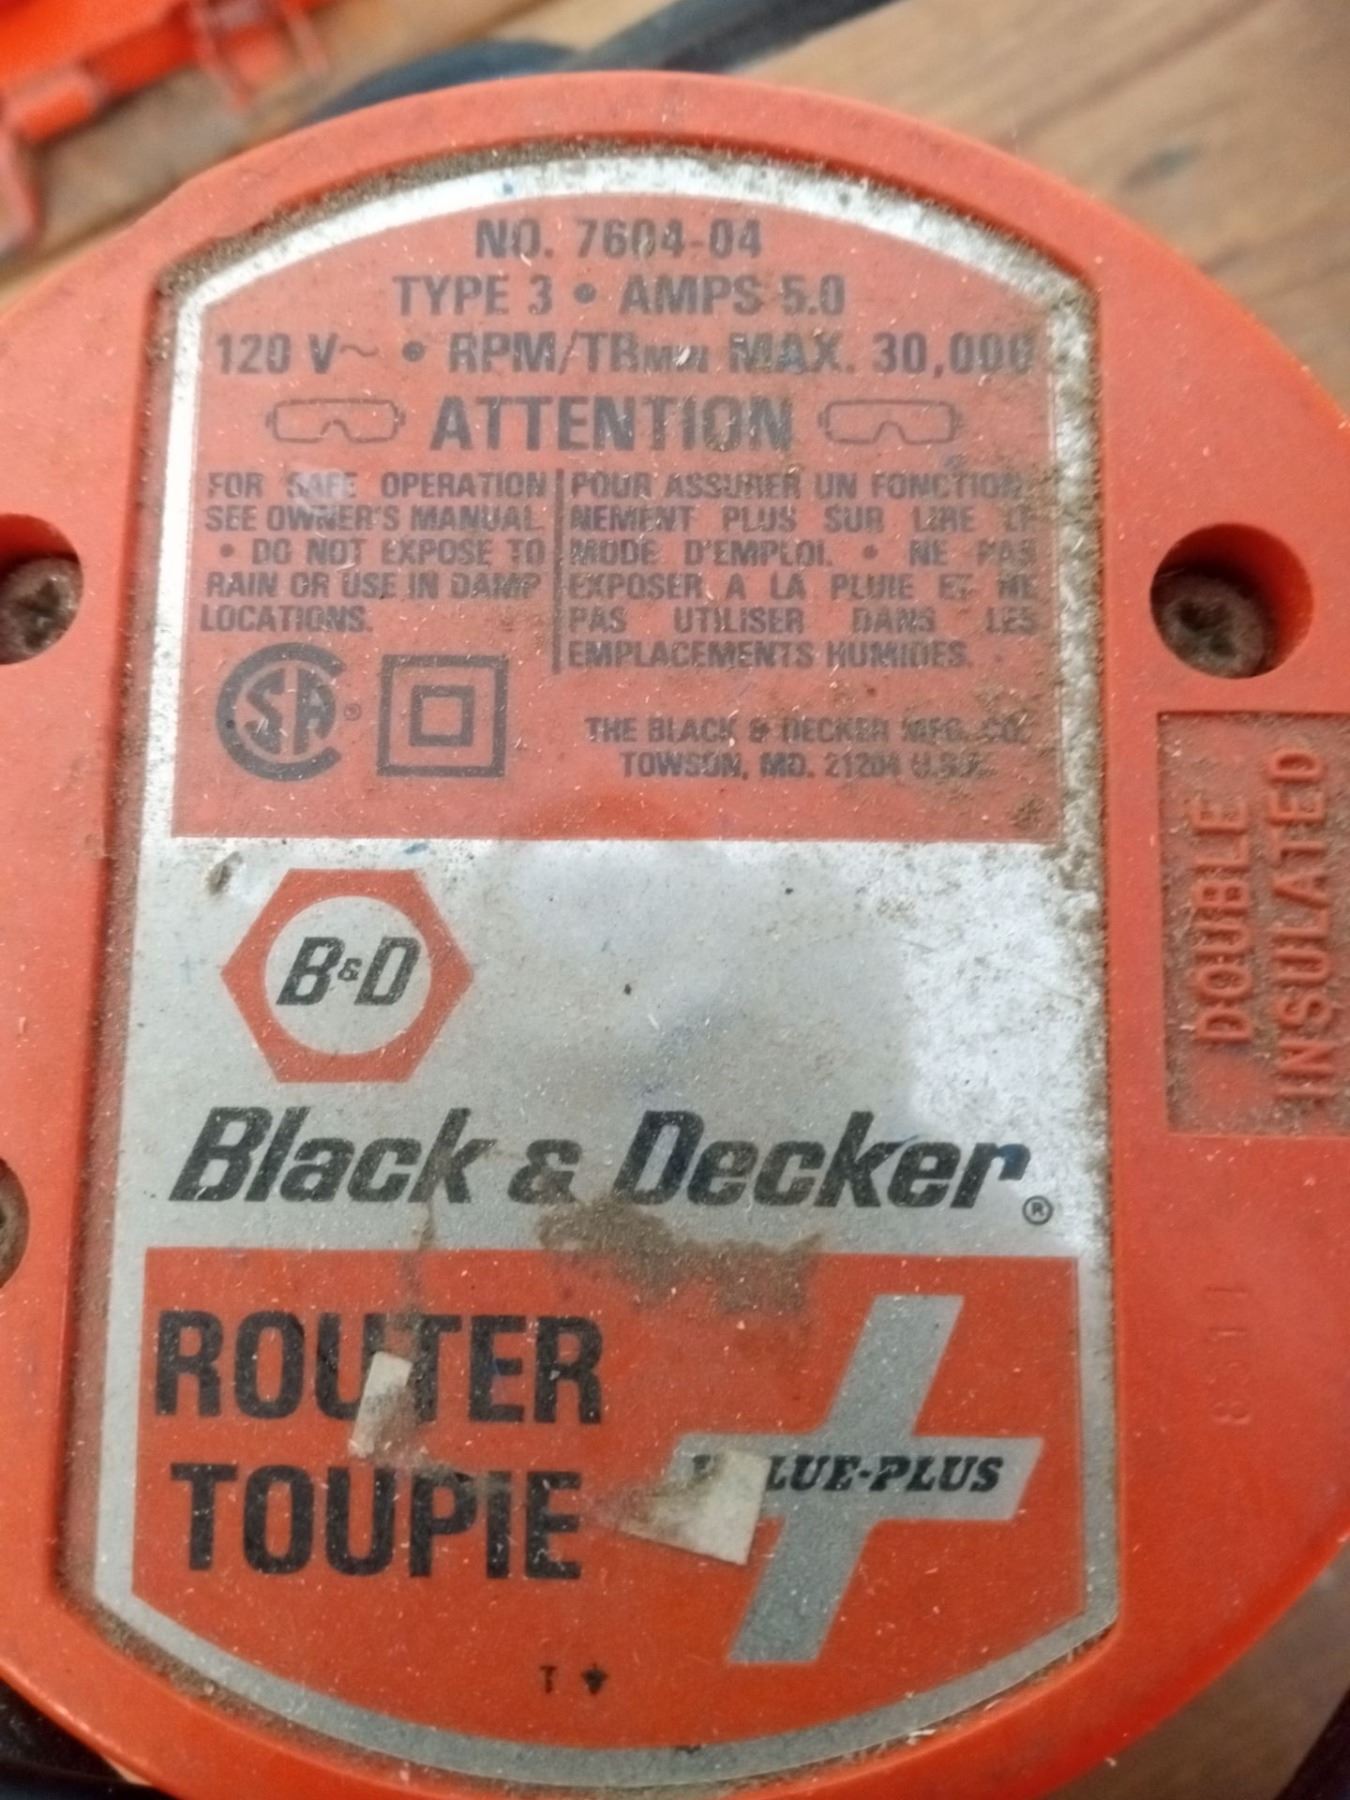 NO. 7604-04
TYPE 3 • AMPS 5.0
120 V~ • RPM/TRMIN MAX. 30,000
ATTENTION
FOR SAFE OPERATION
SEE OWNER'S MANUAL
• DO NOT EXPOSE TO
RAIN OR USE IN DAMP
LOCATIONS.
POUR ASSURER UN FONCTION
NEMENT PLUS SUR LIRE LE
MODE D'EMPLOI. • NE PAS
EXPOSER A LA PLUIE ET NE
PAS UTILISER DANS LES
EMPLACEMENTS HUMIDES.
CSA®
THE BLACK & DECKER MFG. CO.
TOWSON, MD. 21204 U.S.A.
DOUBLE
INSULATED
B&D
Black & Decker®
ROUTER
TOUPIE
VALUE-PLUS
T